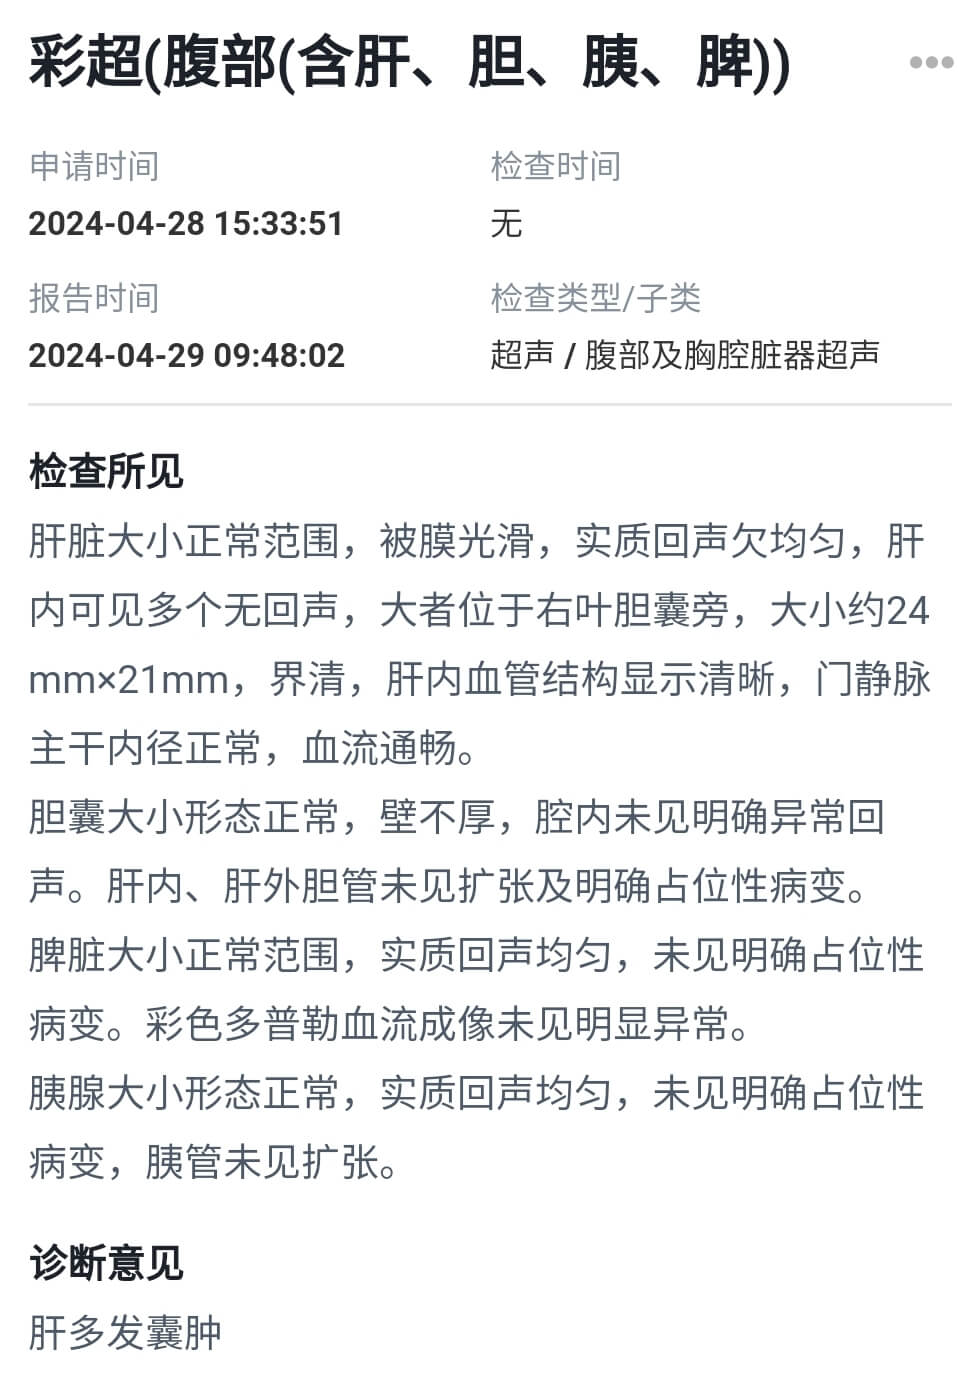 彩超(腹部(含肝、胆、胰、脾))
申请时间
检查时间
2024-04-28 15:33:51
无
报告时间
检查类型/子类
2024-04-29 09:48:02
超声 / 腹部及胸腔脏器超声
检查所见
肝脏大小正常范围，被膜光滑，实质回声欠均匀，肝
内可见多个无回声，大者位于右叶胆囊旁，大小约24
mm×21mm，界清，肝内血管结构显示清晰，门静脉
主干内径正常，血流通畅。
胆囊大小形态正常，壁不厚，腔内未见明确异常回
声。肝内、肝外胆管未见扩张及明确占位性病变。
脾脏大小正常范围，实质回声均匀，未见明确占位性
病变。彩色多普勒血流成像未见明显异常。
胰腺大小形态正常，实质回声均匀，未见明确占位性
病变，胰管未见扩张。
诊断意见
肝多发囊肿